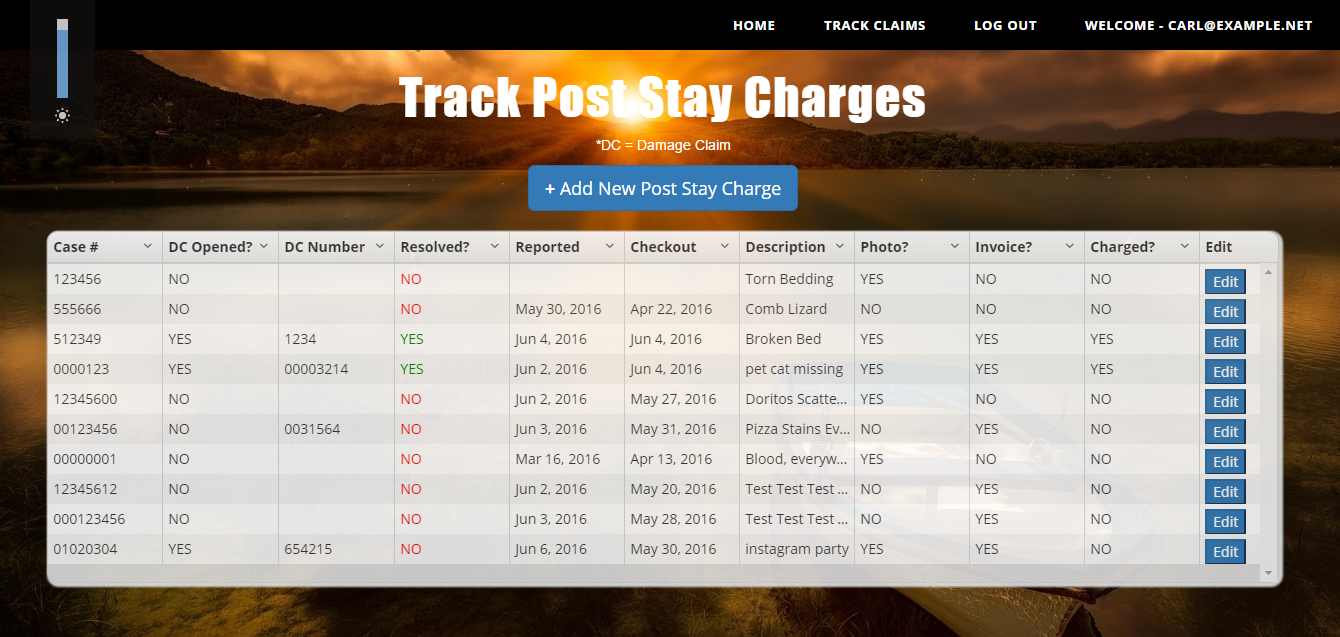 HOME TRACK CLAIMS LOG OUT WELCOME - CARL@EXAMPLE.NET
Track Post Stay Charges
*DC = Damage Claim
+ Add New Post Stay Charge
Case # DC Opened? DC Number Resolved? Reported Checkout Description Photo? Invoice? Charged? Edit
123456 NO NO Torn Bedding YES NO NO Edit
555666 NO NO May 30, 2016 Apr 22, 2016 Comb Lizard NO NO NO Edit
512349 YES 1234 YES Jun 4, 2016 Jun 4, 2016 Broken Bed YES YES YES Edit
0000123 YES 00003214 YES Jun 2, 2016 Jun 4, 2016 pet cat missing YES YES YES Edit
12345600 NO NO Jun 2, 2016 May 27, 2016 Doritos Scatte... YES NO NO Edit
00123456 NO 0031564 NO Jun 3, 2016 May 31, 2016 Pizza Stains Ev... NO YES NO Edit
00000001 NO NO Mar 16, 2016 Apr 13, 2016 Blood, everyw... YES NO NO Edit
12345612 NO NO Jun 2, 2016 May 20, 2016 Test Test Test ... NO YES NO Edit
000123456 NO NO Jun 3, 2016 May 28, 2016 Test Test Test ... NO YES NO Edit
01020304 YES 654215 NO Jun 6, 2016 May 30, 2016 instagram party YES YES NO Edit